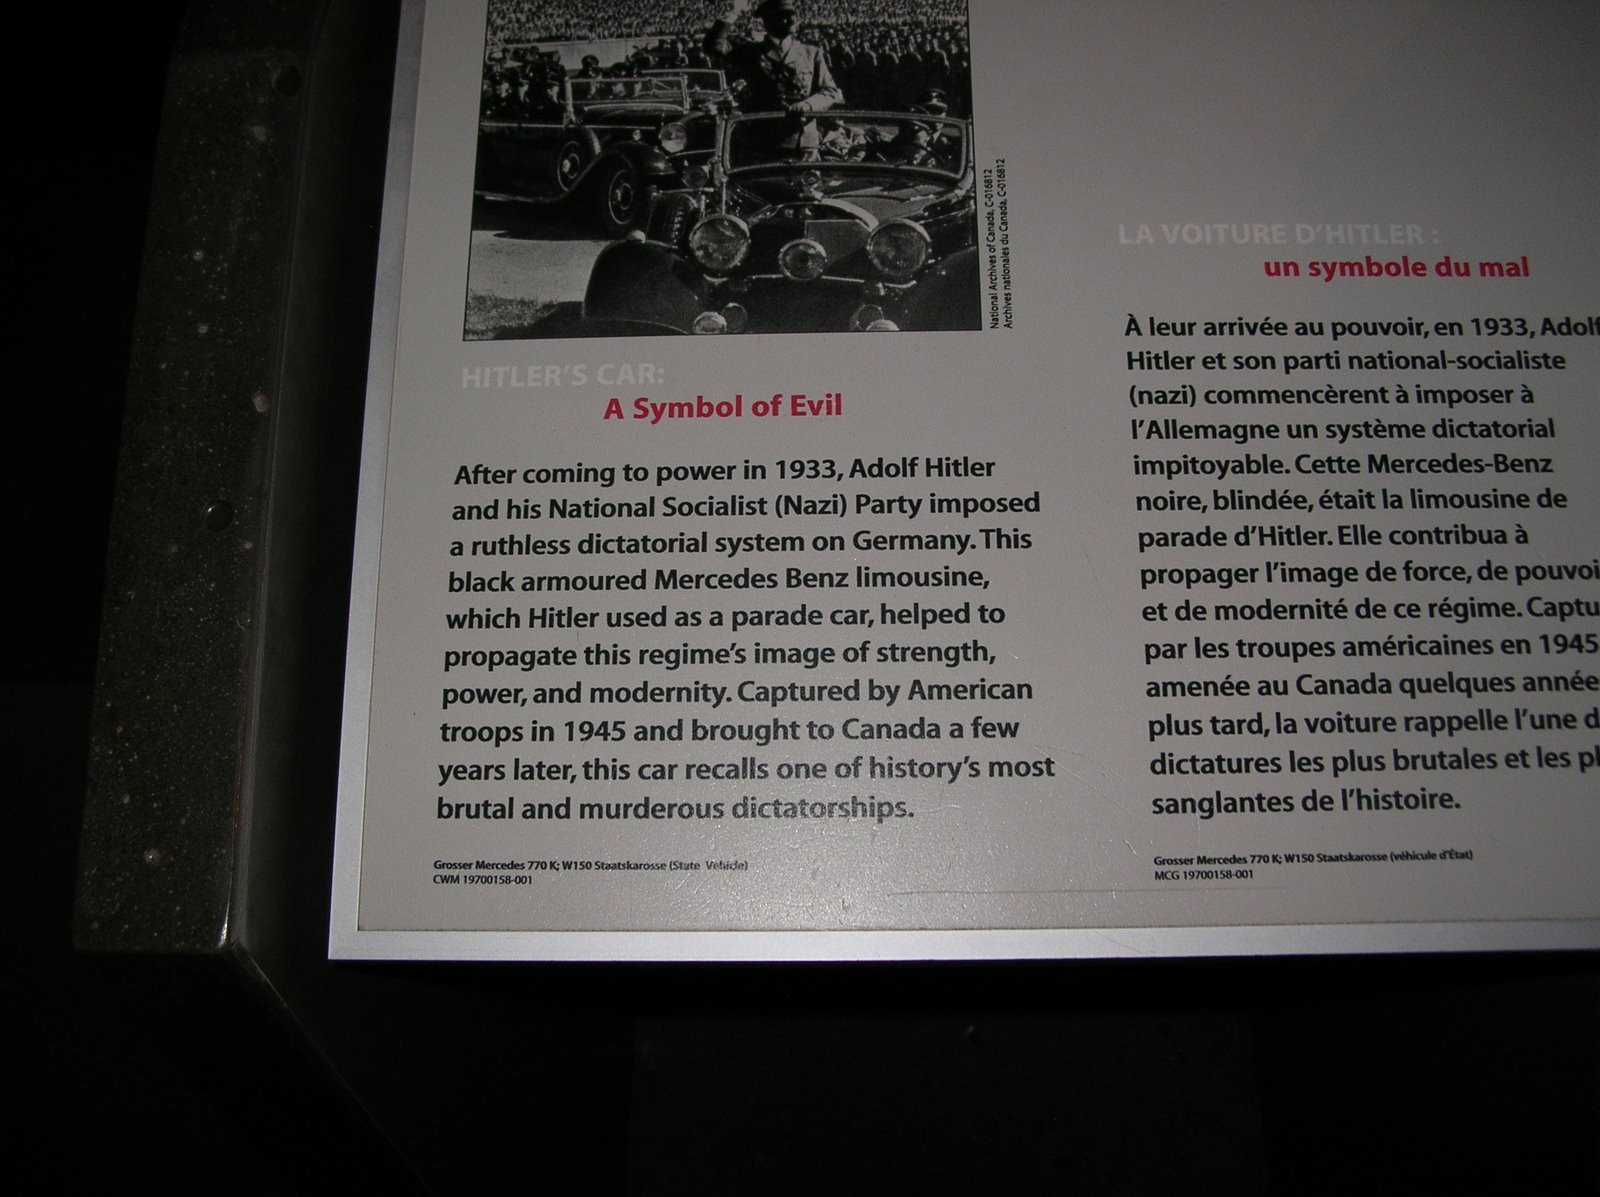 National Archives of Canada, C-016812
Archives nationales du Canada, C-016812
HITLER'S CAR:
A Symbol of Evil
After coming to power in 1933, Adolf Hitler
and his National Socialist (Nazi) Party imposed
a ruthless dictatorial system on Germany. This
black armoured Mercedes Benz limousine,
which Hitler used as a parade car, helped to
propagate this regime's image of strength,
power, and modernity. Captured by American
troops in 1945 and brought to Canada a few
years later, this car recalls one of history's most
brutal and murderous dictatorships.
Grosser Mercedes 770 K; W150 Staatskarosse (State Vehicle)
CWM 19700158-001
LA VOITURE D'HITLER :
un symbole du mal
À leur arrivée au pouvoir, en 1933, Adolf
Hitler et son parti national-socialiste
(nazi) commencèrent à imposer à
l'Allemagne un système dictatorial
impitoyable. Cette Mercedes-Benz
noire, blindée, était la limousine de
parade d'Hitler. Elle contribua à
propager l'image de force, de pouvoi
et de modernité de ce régime. Captu
par les troupes américaines en 1945
amenée au Canada quelques année
plus tard, la voiture rappelle l'une d
dictatures les plus brutales et les pl
sanglantes de l'histoire.
Grosser Mercedes 770 K; W150 Staatskarosse (véhicule d'État)
MCG 19700158-001